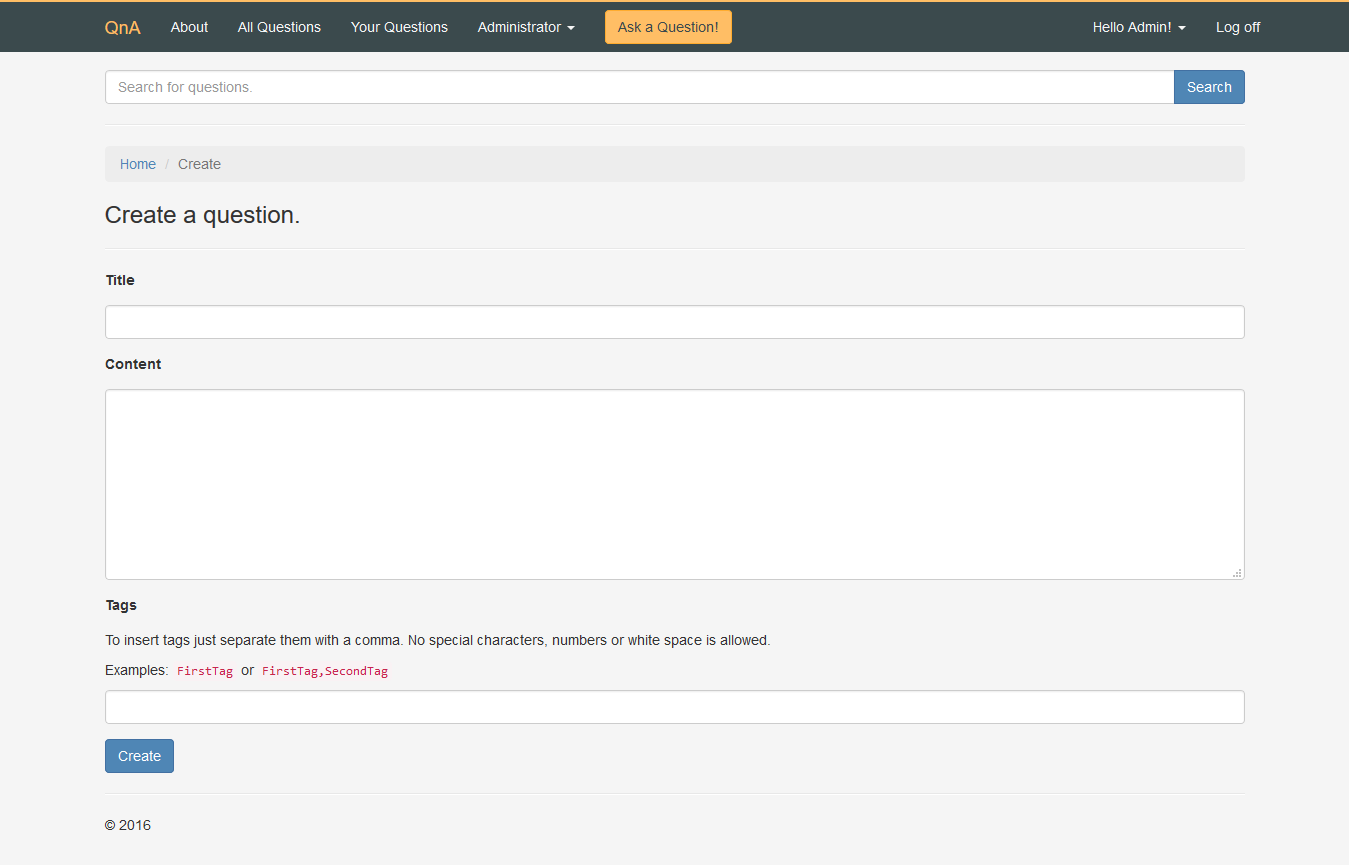 QnA About All Questions Your Questions Administrator Ask a Question! Hello Admin! Log off
Search for questions. Search
Home / Create
Create a question.
Title
Content
Tags
To insert tags just separate them with a comma. No special characters, numbers or white space is allowed.
Examples: FirstTag or FirstTag,SecondTag
Create
© 2016